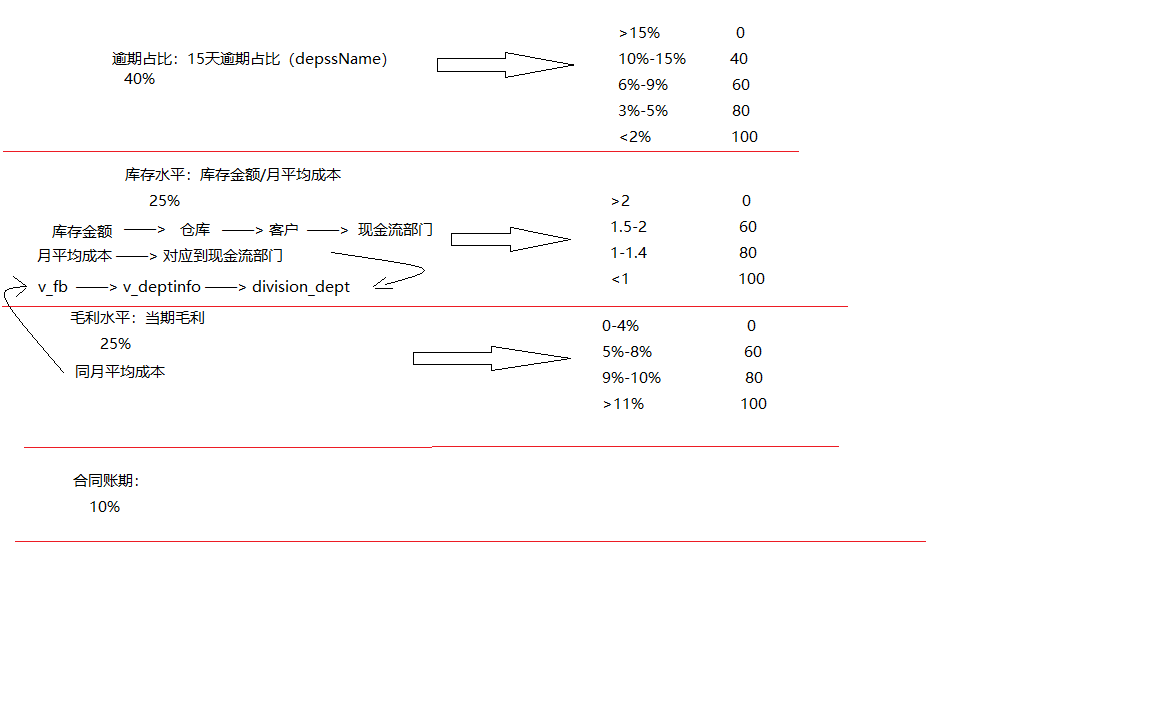 逾期占比：15天逾期占比（depssName）
40%
>15% 0
10%-15% 40
6%-9% 60
3%-5% 80
<2% 100
库存水平：库存金额/月平均成本
25%
库存金额 仓库 客户 现金流部门
月平均成本 对应到现金流部门
v_fb v_deptinfo division_dept
>2 0
1.5-2 60
1-1.4 80
<1 100
毛利水平：当期毛利
25%
同月平均成本
0-4% 0
5%-8% 60
9%-10% 80
>11% 100
合同账期：
10%